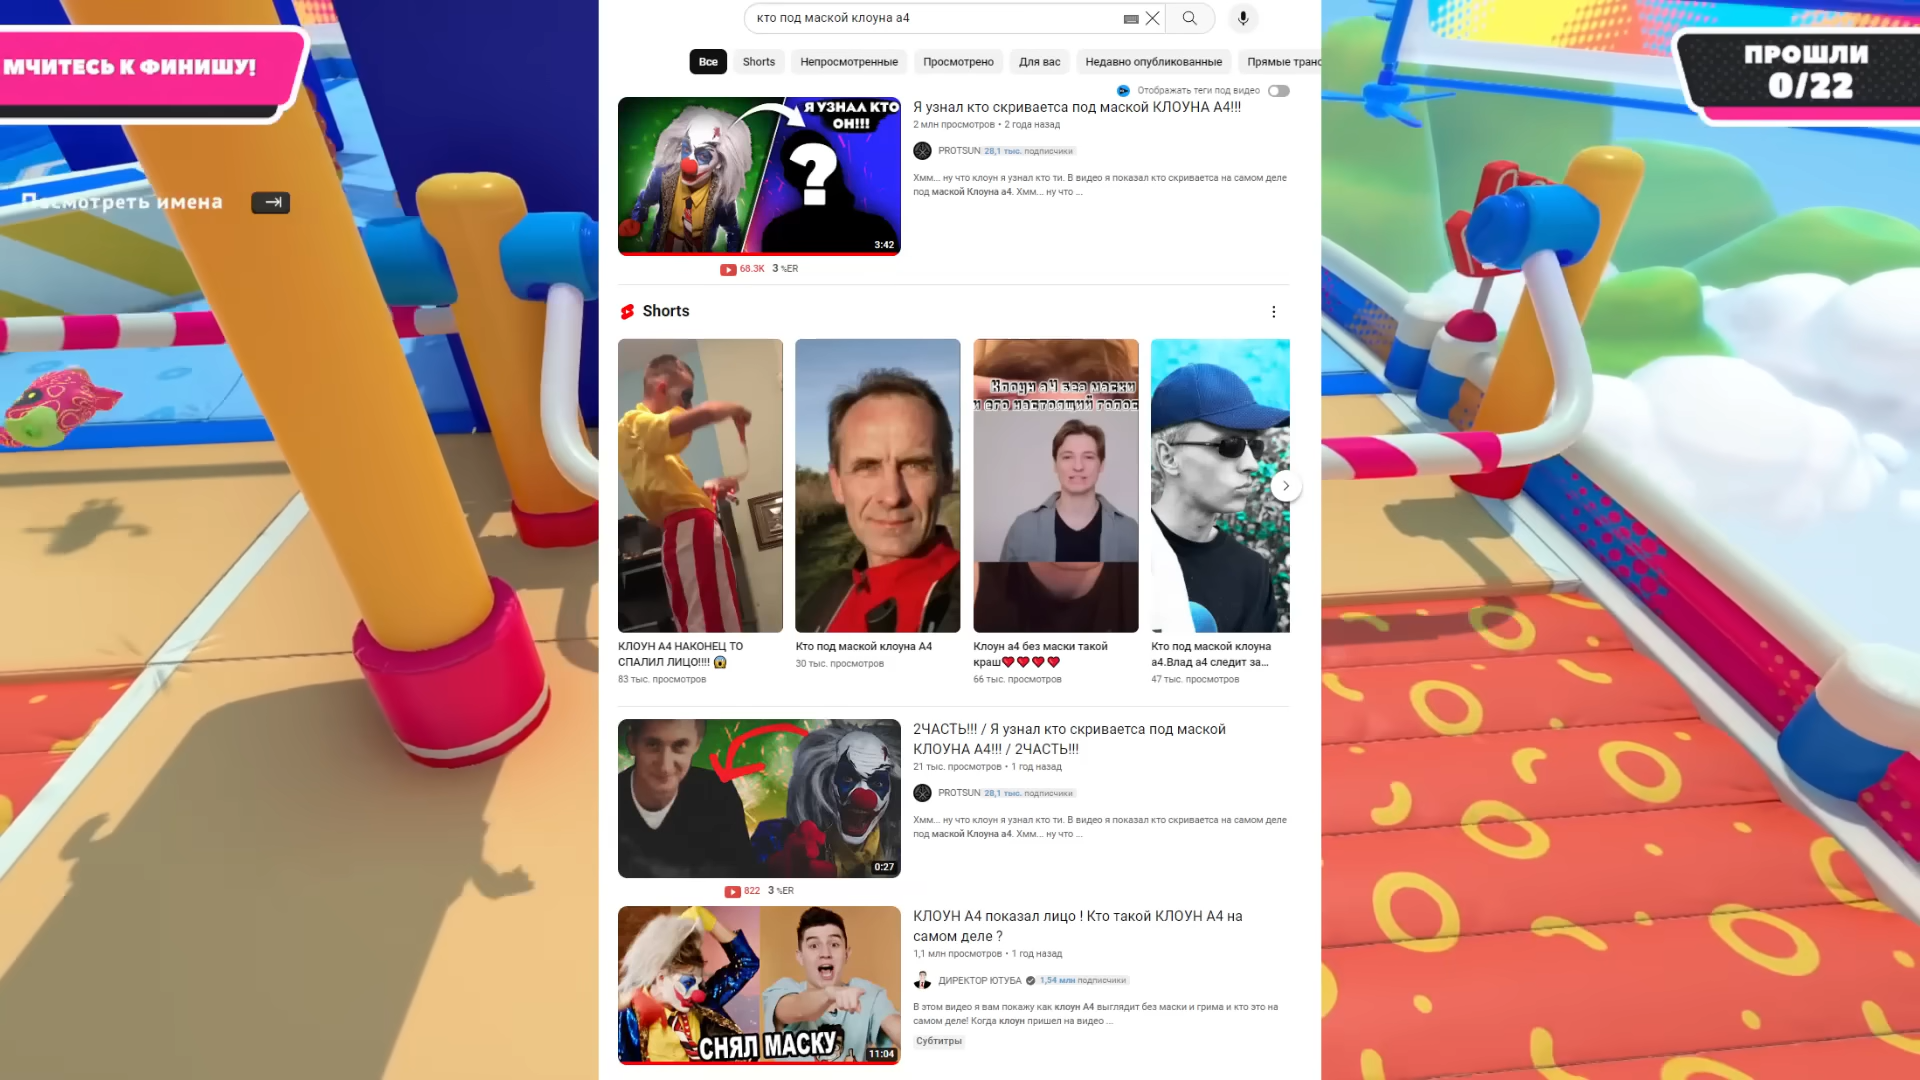 МЧИТЕСЬ К ФИНИШУ!
Посмотреть имена
ПРОШЛИ
0/22
кто под маской клоуна а4
Все
Shorts
Непросмотренные
Просмотрено
Для вас
Недавно опубликованные
Прямые транс
Отображать теги под видео
Я УЗНАЛ КТО
ОН!!!
?
3:42
68.3K 3 %ER
Я узнал кто скривается под маской КЛОУНА А4!!!
2 млн просмотров • 2 года назад
PROTSUN 28,1 тыс. подписчики
Хмм... ну что клоун я узнал кто ти. В видео я показал кто скривается на самом деле
под маской Клоуна а4. Хмм... ну что ...
Shorts
Клоун а4 без маски
и его настоящий голос
КЛОУН А4 НАКОНЕЦ ТО
СПАЛИЛ ЛИЦО!!!! 😱
83 тыс. просмотров
Кто под маской клоуна А4
30 тыс. просмотров
Клоун а4 без маски такой
краш❤❤❤❤
66 тыс. просмотров
Кто под маской клоуна
а4.Влад а4 следит за...
47 тыс. просмотров
0:27
822 3 %ER
2ЧАСТЬ!!! / Я узнал кто скривается под маской
КЛОУНА А4!!! / 2ЧАСТЬ!!!
21 тыс. просмотров • 1 год назад
PROTSUN 28,1 тыс. подписчики
Хмм... ну что клоун я узнал кто ти. В видео я показал кто скривается на самом деле
под маской Клоуна а4. Хмм... ну что ...
СНЯЛ МАСКУ
11:04
КЛОУН А4 показал лицо ! Кто такой КЛОУН А4 на
самом деле ?
1,1 млн просмотров • 1 год назад
ДИРЕКТОР ЮТУБА 1,54 млн подписчики
В этом видео я вам покажу как клоун А4 выглядит без маски и грима и кто это на
самом деле! Когда клоун пришел на видео ...
Субтитры